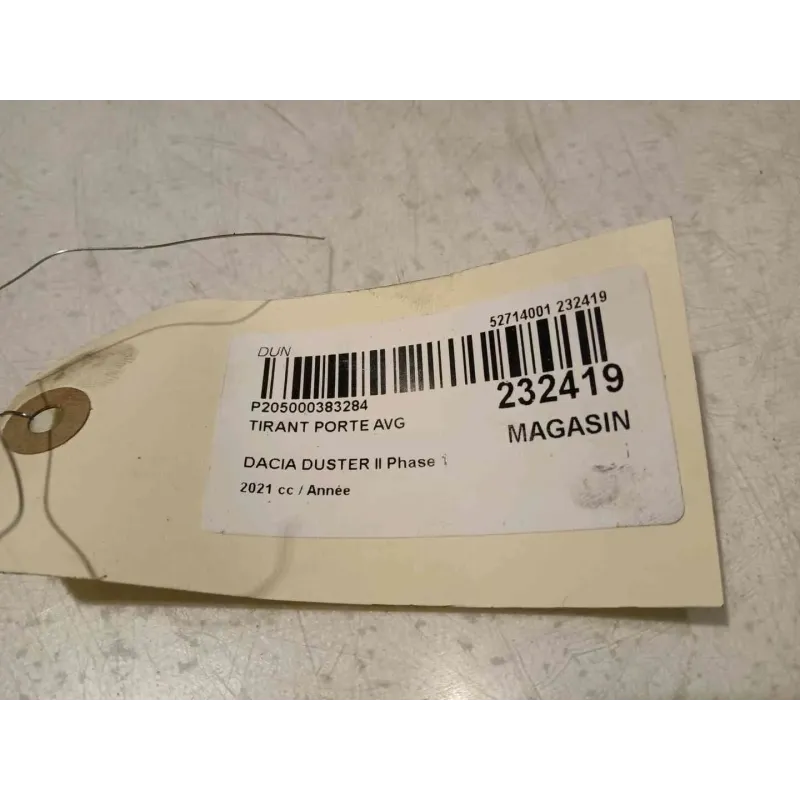 52714001 232419
DUN
P205000383284
232419
TIRANT PORTE AVG
MAGASIN
DACIA DUSTER II Phase 1
2021 cc / Année